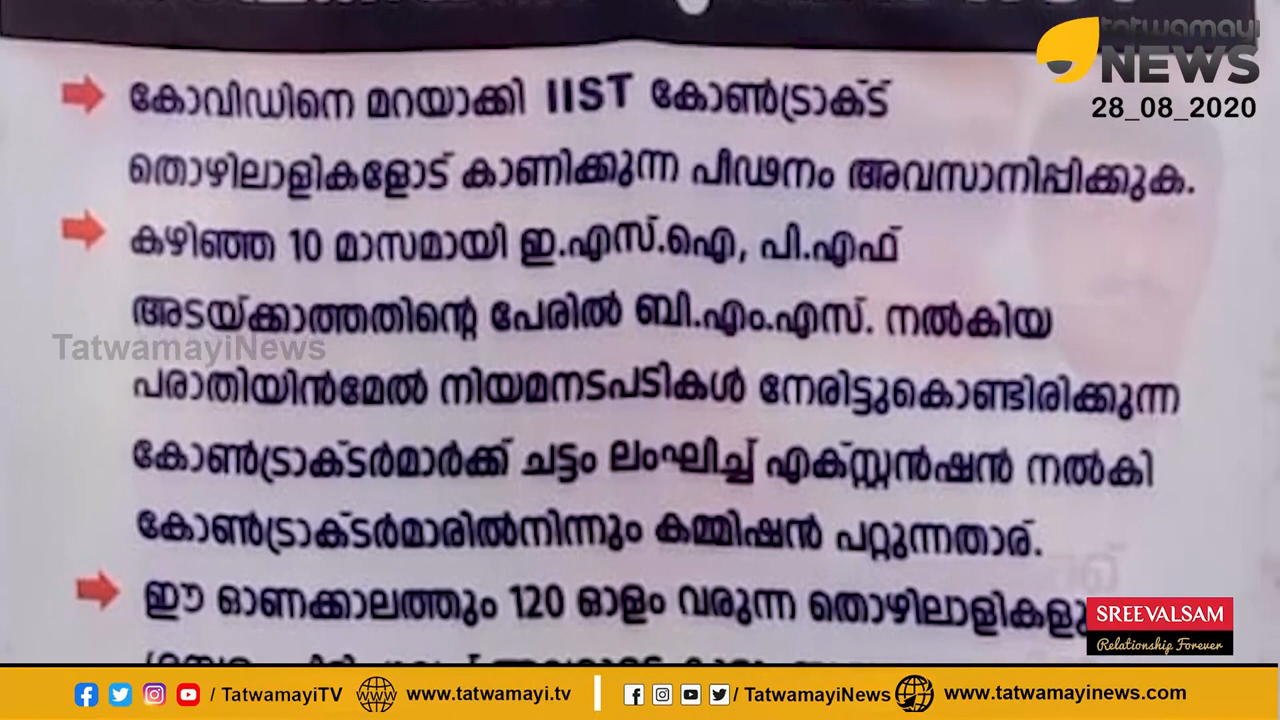 tatwamayi
NEWS
28_08_2020
കോവിഡിനെ മറയാക്കി IIST കോൺട്രാക്ട്
തൊഴിലാളികളോട് കാണിക്കുന്ന പീഢനം അവസാനിപ്പിക്കുക.
കഴിഞ്ഞ 10 മാസമായി ഇ.എസ്.ഐ, പി.എഫ്
അടയ്ക്കാത്തതിന്റെ പേരിൽ ബി.എം.എസ്. നൽകിയ
TatwamayiNews
പരാതിയിൻമേൽ നിയമനടപടികൾ നേരിട്ടുകൊണ്ടിരിക്കുന്ന
കോൺട്രാക്ടർമാർക്ക് ചട്ടം ലംഘിച്ച് എക്സ്റ്റൻഷൻ നൽകി
കോൺട്രാക്ടർമാരിൽനിന്നും കമ്മിഷൻ പറ്റുന്നതാര്.
ഈ ഓണക്കാലത്തും 120 ഓളം വരുന്ന
SREEVALSAM
Relationship Forever
/ TatwamayiTV www.tatwamayi.tv / TatwamayiNews www.tatwamayinews.com